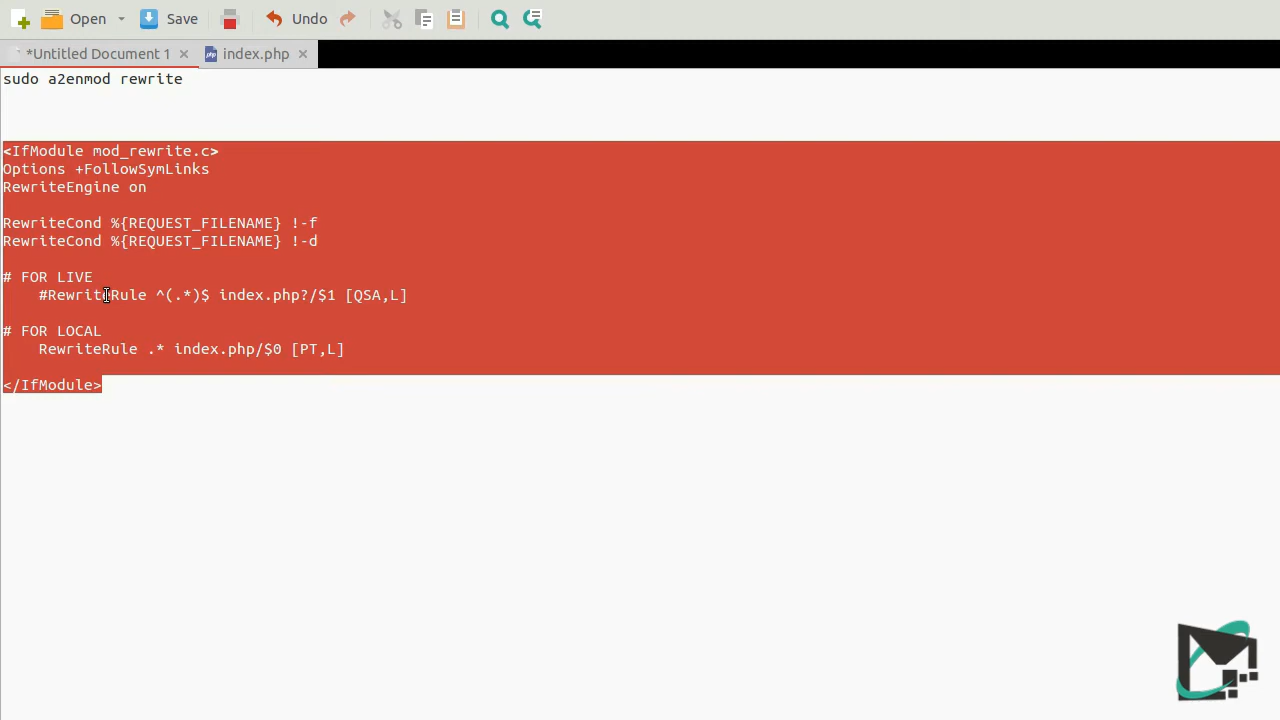 Open Save Undo
*Untitled Document 1 index.php
sudo a2enmod rewrite
<IfModule mod_rewrite.c>
Options +FollowSymLinks
RewriteEngine on
RewriteCond %{REQUEST_FILENAME} !-f
RewriteCond %{REQUEST_FILENAME} !-d
# FOR LIVE
#RewriteRule ^(.*)$ index.php?/$1 [QSA,L]
# FOR LOCAL
RewriteRule .* index.php/$0 [PT,L]
</IfModule>